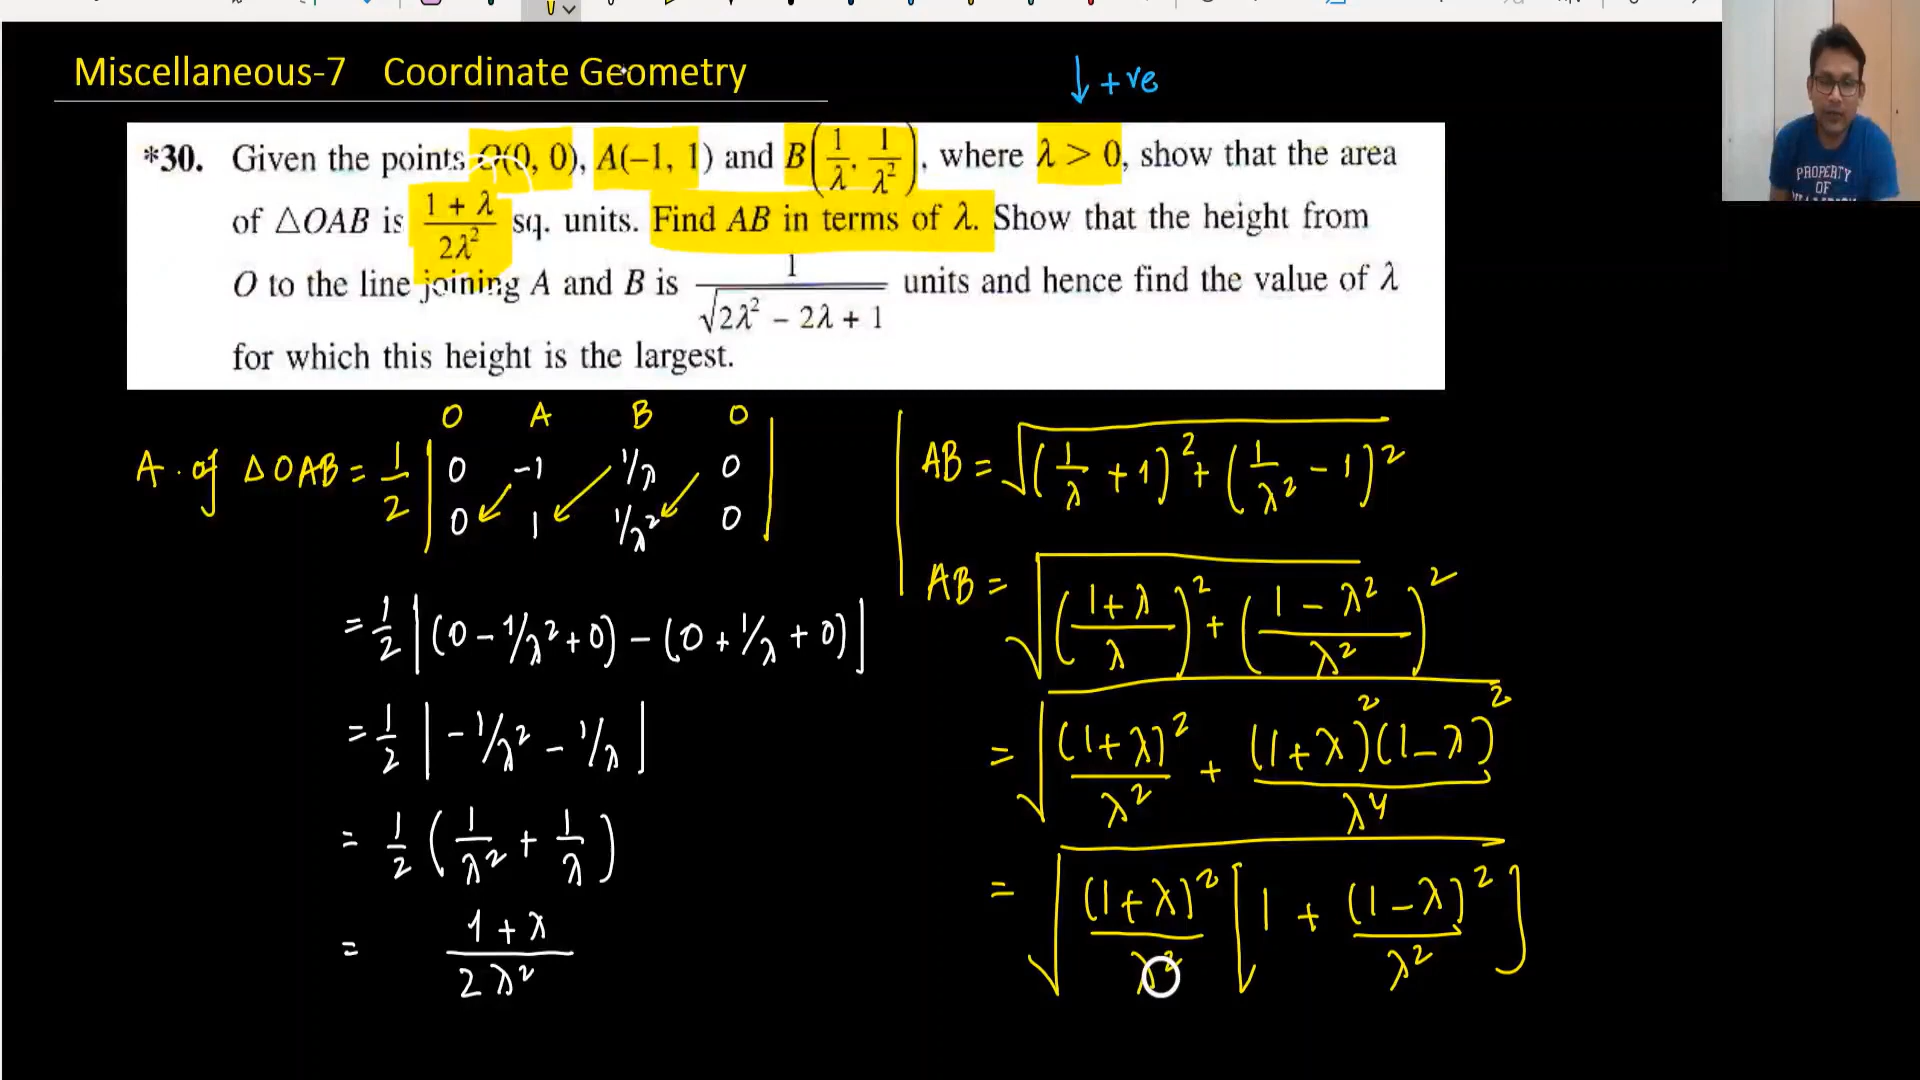 Miscellaneous-7 Coordinate Geometry
↓ +ve
PROPERTY
OF
*30. Given the points O(0, 0), A(−1, 1) and B(1/λ, 1/λ²), where λ > 0, show that the area
of △OAB is (1 + λ)/(2λ²) sq. units. Find AB in terms of λ. Show that the height from
O to the line joining A and B is 1/√(2λ² − 2λ + 1) units and hence find the value of λ
for which this height is the largest.
O A B O
A. of △OAB = 1/2 | 0 −1 1/λ 0 |
0 1 1/λ² 0
= 1/2 |(0 − 1/λ² + 0) − (0 + 1/λ + 0)|
= 1/2 | −1/λ² − 1/λ |
= 1/2 (1/λ² + 1/λ)
= (1 + λ)/(2λ²)
AB = √((1/λ + 1)² + (1/λ² − 1)²)
AB = √(((1+λ)/λ)² + ((1 − λ²)/λ²)²)
= √((1+λ)²/λ² + (1+λ)²(1−λ)²/λ⁴)
= √((1+λ)²/λ² [1 + (1−λ)²/λ²])